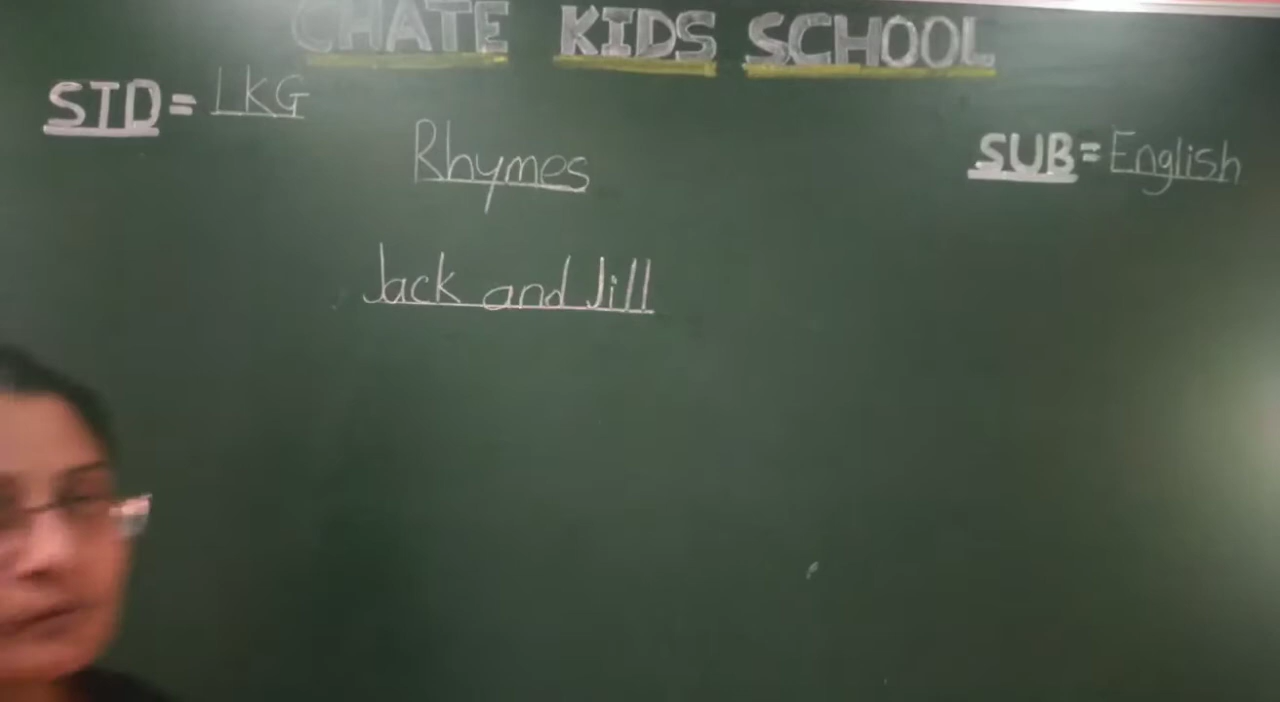 CHATE KIDS SCHOOL
STD = LKG
SUB = English
Rhymes
Jack and Jill